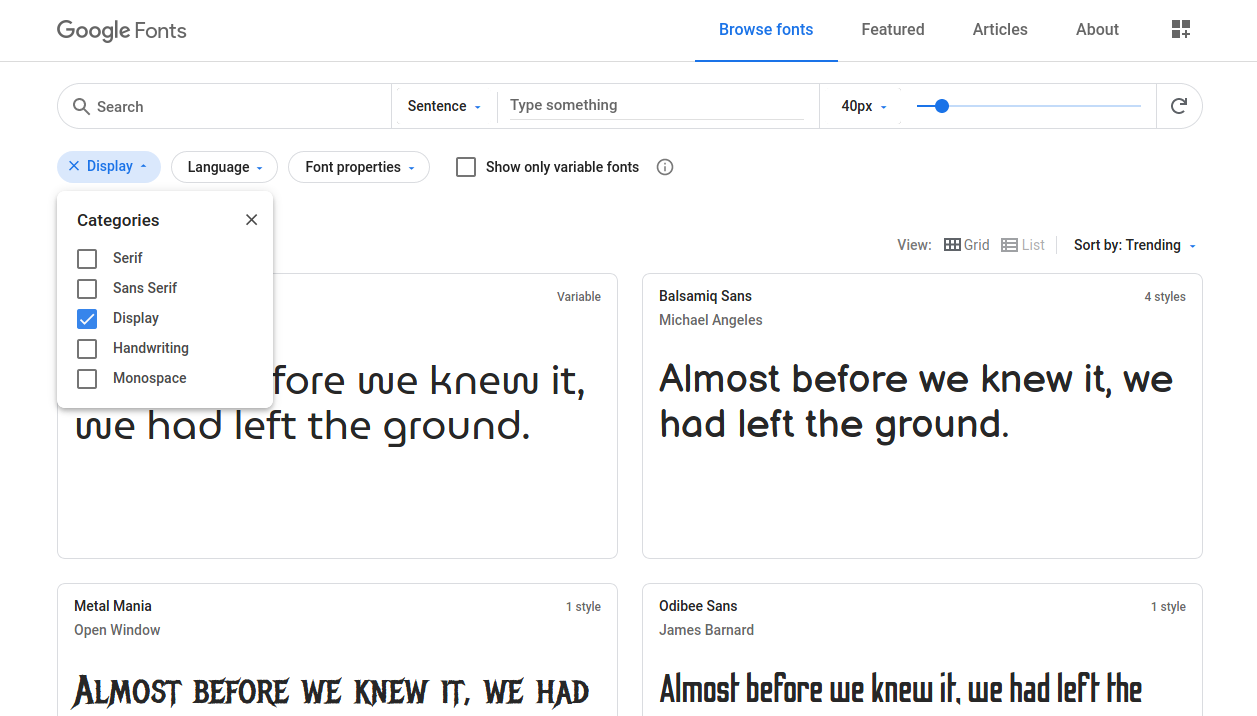 Google Fonts
Browse fonts
Featured
Articles
About
Search
Sentence
Type something
40px
Display
Language
Font properties
Show only variable fonts
Categories
Serif
Sans Serif
Display
Handwriting
Monospace
View:
Grid
List
Sort by: Trending
Variable
we knew it,
we had left the ground.
Balsamiq Sans
4 styles
Michael Angeles
Almost before we knew it, we
had left the ground.
Metal Mania
1 style
Open Window
Almost before we knew it, we had
Odibee Sans
1 style
James Barnard
Almost before we knew it, we had left the